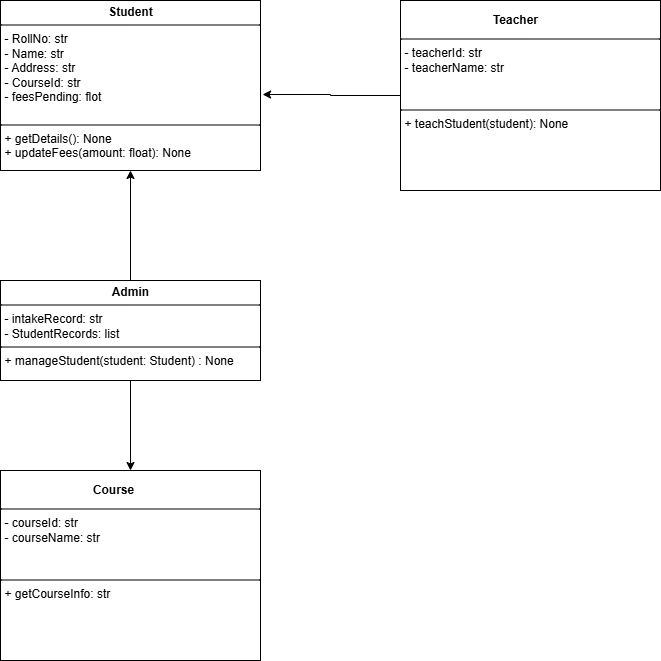 Student
- RollNo: str
- Name: str
- Address: str
- CourseId: str
- feesPending: flot
+ getDetails(): None
+ updateFees(amount: float): None
Teacher
- teacherId: str
- teacherName: str
+ teachStudent(student): None
Admin
- intakeRecord: str
- StudentRecords: list
+ manageStudent(student: Student) : None
Course
- courseId: str
- courseName: str
+ getCourseInfo: str